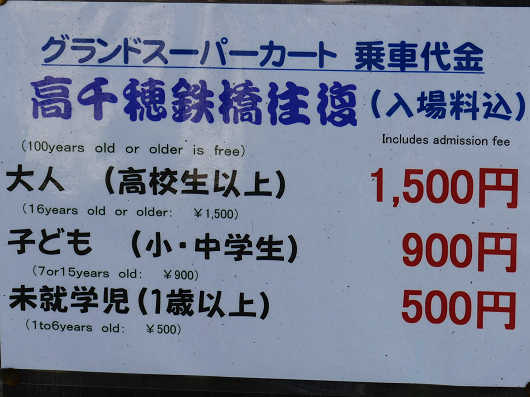 グランドスーパーカート 乗車代金
高千穂鉄橋往復(入場料込)
Includes admission fee
(100years old or older is free)
大人 (高校生以上) 1,500円
(16years old or older: ¥1,500)
子ども (小・中学生) 900円
(7or15years old: ¥900)
未就学児(1歳以上) 500円
(1to6years old: ¥500)